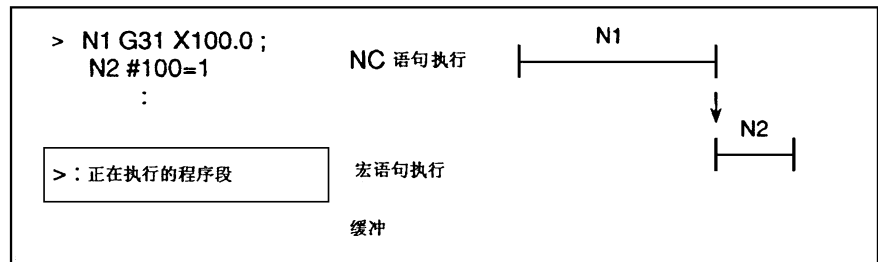 > N1 G31 X100.0 ;
N2 #100=1
:
>：正在执行的程序段
NC 语句执行
N1
N2
宏语句执行
缓冲